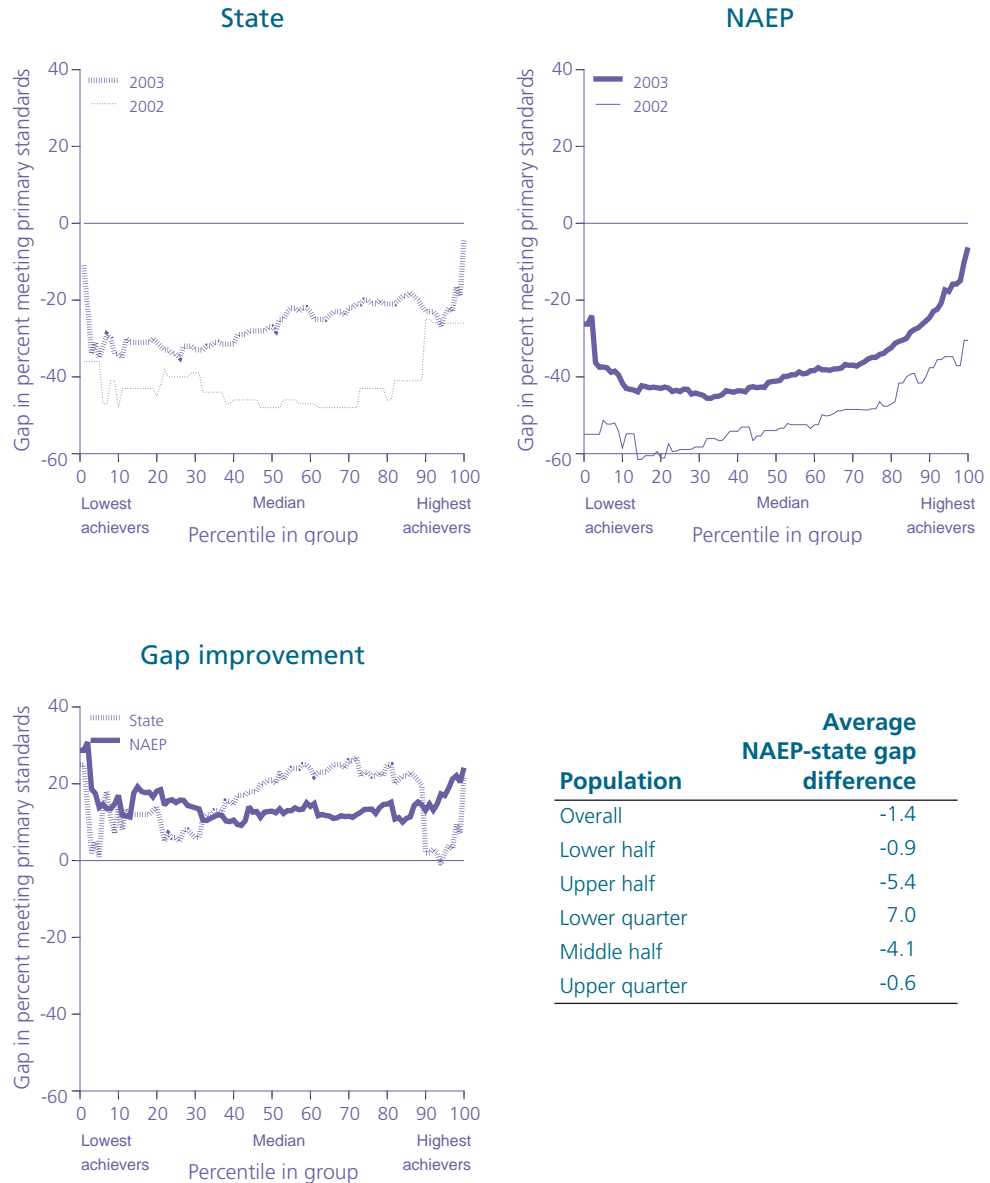 State
Gap in percent meeting primary standards
40
20
0
-20
-40
-60
2003
2002
0 10 20 30 40 50 60 70 80 90 100
Lowest achievers
Median
Highest achievers
Percentile in group
NAEP
Gap in percent meeting primary standards
40
20
0
-20
-40
-60
2003
2002
0 10 20 30 40 50 60 70 80 90 100
Lowest achievers
Median
Highest achievers
Percentile in group
Gap improvement
Gap in percent meeting primary standards
40
20
0
-20
-40
-60
State
NAEP
0 10 20 30 40 50 60 70 80 90 100
Lowest achievers
Median
Highest achievers
Percentile in group
Population Average NAEP-state gap difference
Overall -1.4
Lower half -0.9
Upper half -5.4
Lower quarter 7.0
Middle half -4.1
Upper quarter -0.6